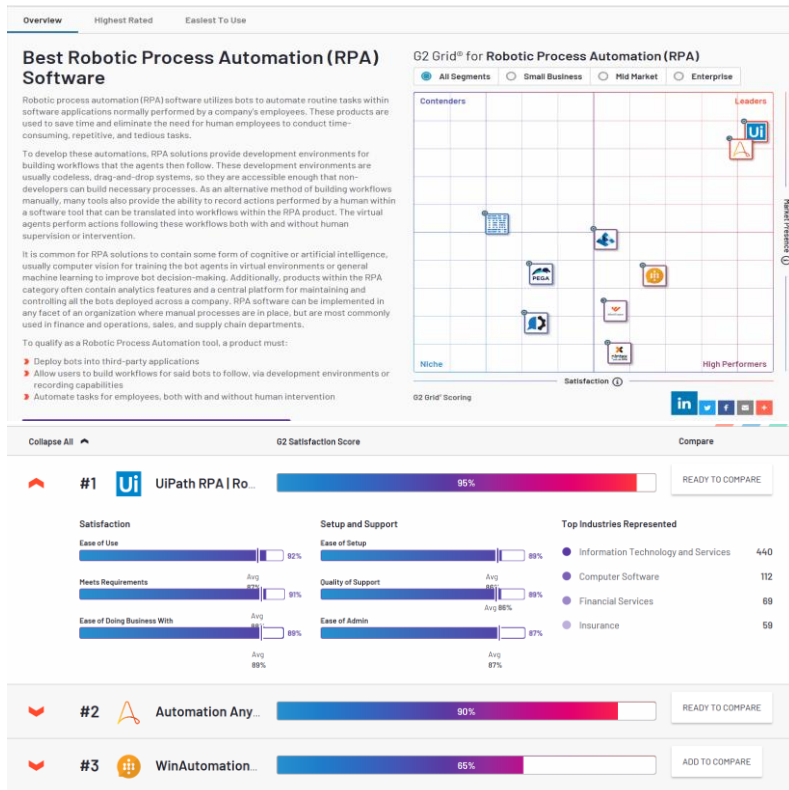 Overview Highest Rated Easiest To Use
Best Robotic Process Automation (RPA)
Software
Robotic process automation (RPA) software utilizes bots to automate routine tasks within
software applications normally performed by a company's employees. These products are
used to save time and eliminate the need for human employees to conduct time-
consuming, repetitive, and tedious tasks.
To develop these automations, RPA solutions provide development environments for
building workflows that the agents then follow. These development environments are
usually codeless, drag-and-drop systems, so they are accessible enough that non-
developers can build necessary processes. As an alternative method of building workflows
manually, many tools also provide the ability to record actions performed by a human within
a software tool that can be translated into workflows within the RPA product. The virtual
agents perform actions following these workflows both with and without human
supervision or intervention.
It is common for RPA solutions to contain some form of cognitive or artificial intelligence,
usually computer vision for training the bot agents in virtual environments or general
machine learning to improve bot decision-making. Additionally, products within the RPA
category often contain analytics features and a central platform for maintaining and
controlling all the bots deployed across a company. RPA software can be implemented in
any facet of an organization where manual processes are in place, but are most commonly
used in finance and operations, sales, and supply chain departments.
To qualify as a Robotic Process Automation tool, a product must:
Deploy bots into third-party applications
Allow users to build workflows for said bots to follow, via development environments or
recording capabilities
Automate tasks for employees, both with and without human intervention
G2 Grid® for Robotic Process Automation (RPA)
All Segments Small Business Mid Market Enterprise
Contenders Leaders
Ui
IBM
PEGA
Niche High Performers
Market Presence
Satisfaction
G2 Grid® Scoring
in
Collapse All G2 Satisfaction Score Compare
#1 Ui UiPath RPA | Ro... 95% READY TO COMPARE
Satisfaction Setup and Support Top Industries Represented
Ease of Use Ease of Setup
92% 89% Information Technology and Services 440
Avg Avg
Meets Requirements Quality of Support Computer Software 112
91% 89%
Avg 86% Financial Services 69
Avg
Ease of Doing Business With Ease of Admin Insurance 59
89% 87%
Avg Avg
89% 87%
#2 Automation Any... 90% READY TO COMPARE
#3 WinAutomation... 65% ADD TO COMPARE